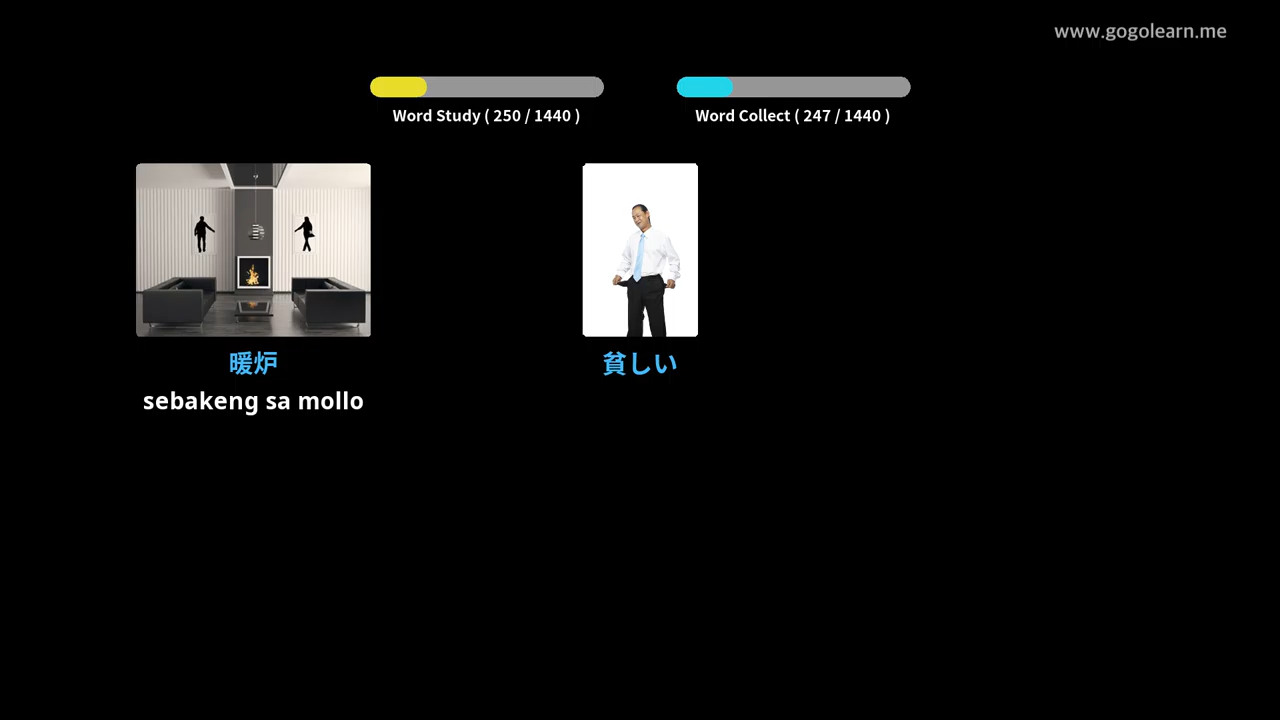 www.gogolearn.me
Word Study ( 250 / 1440 )
Word Collect ( 247 / 1440 )
暖炉
貧しい
sebakeng sa mollo